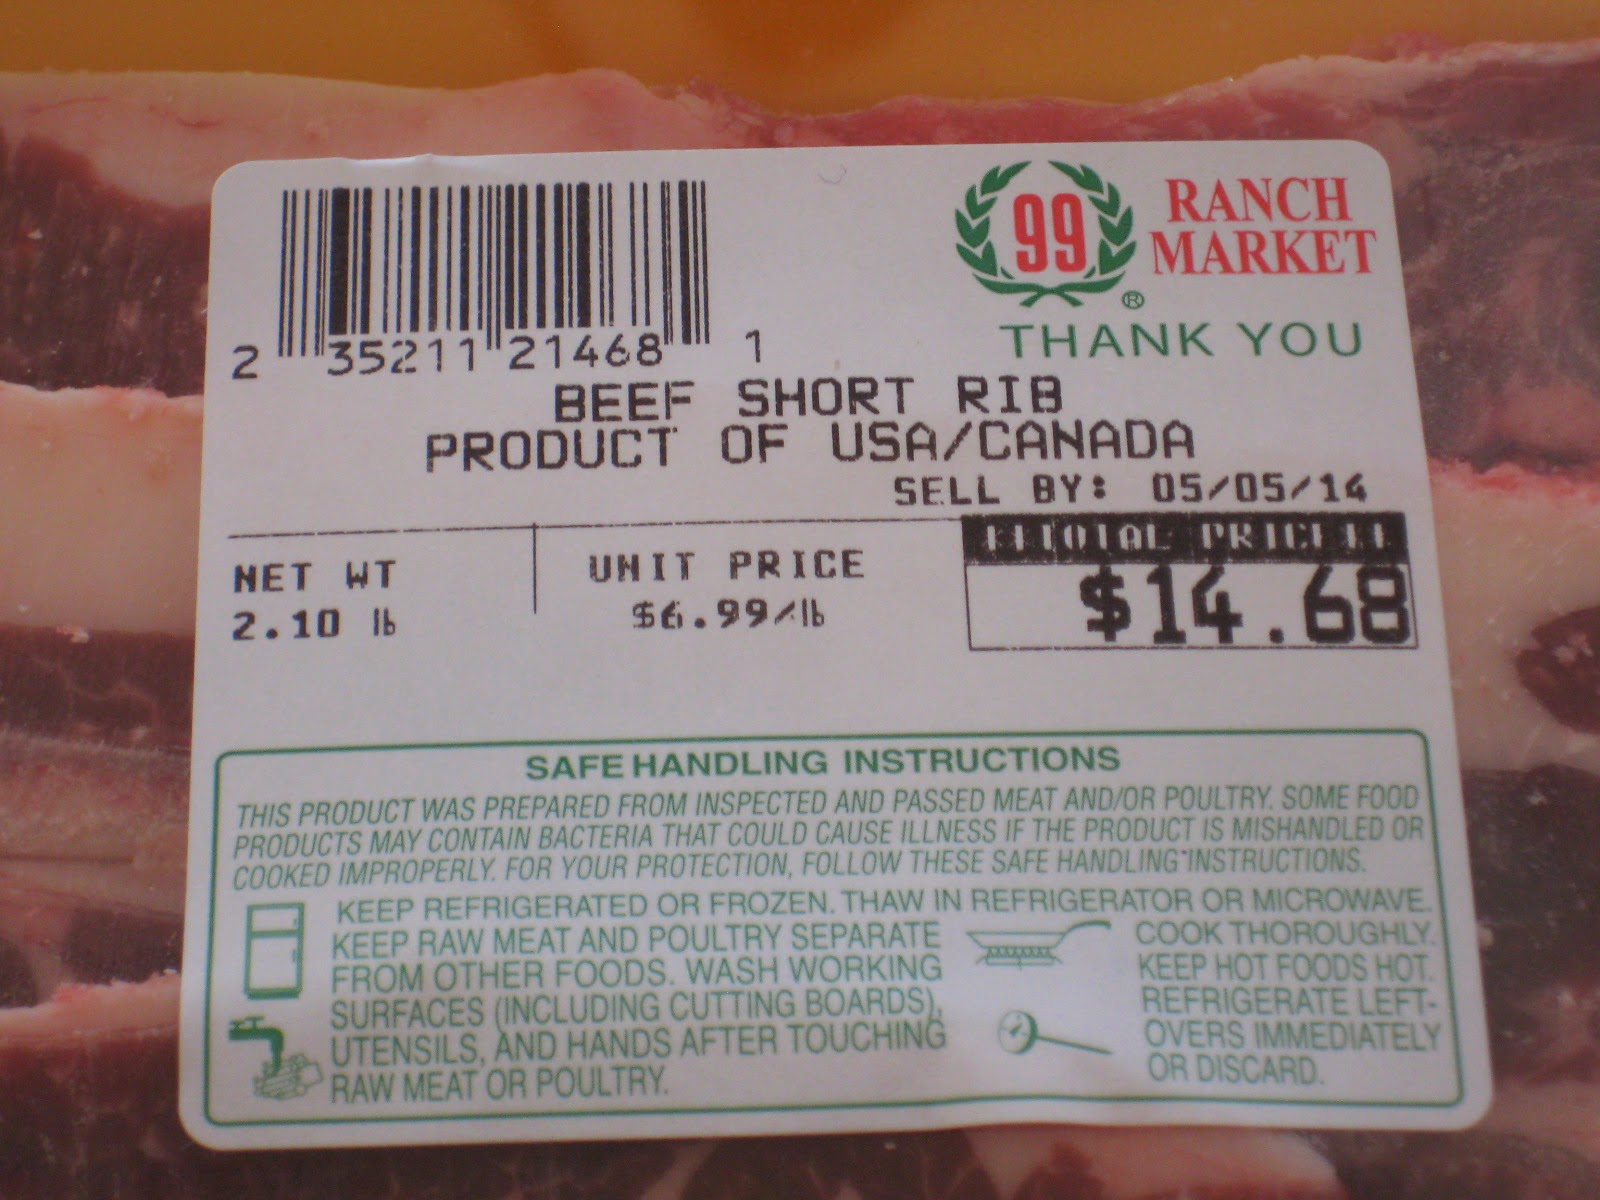 99 RANCH
MARKET
®
THANK YOU
2 35211 21468 1
BEEF SHORT RIB
PRODUCT OF USA/CANADA
SELL BY: 05/05/14
NET WT
2.10 lb
UNIT PRICE
$6.99/lb
TOTAL PRICE
$14.68
SAFE HANDLING INSTRUCTIONS
THIS PRODUCT WAS PREPARED FROM INSPECTED AND PASSED MEAT AND/OR POULTRY. SOME FOOD
PRODUCTS MAY CONTAIN BACTERIA THAT COULD CAUSE ILLNESS IF THE PRODUCT IS MISHANDLED OR
COOKED IMPROPERLY. FOR YOUR PROTECTION, FOLLOW THESE SAFE HANDLING INSTRUCTIONS.
KEEP REFRIGERATED OR FROZEN. THAW IN REFRIGERATOR OR MICROWAVE.
KEEP RAW MEAT AND POULTRY SEPARATE
FROM OTHER FOODS. WASH WORKING
SURFACES (INCLUDING CUTTING BOARDS),
UTENSILS, AND HANDS AFTER TOUCHING
RAW MEAT OR POULTRY.
COOK THOROUGHLY.
KEEP HOT FOODS HOT.
REFRIGERATE LEFT-
OVERS IMMEDIATELY
OR DISCARD.